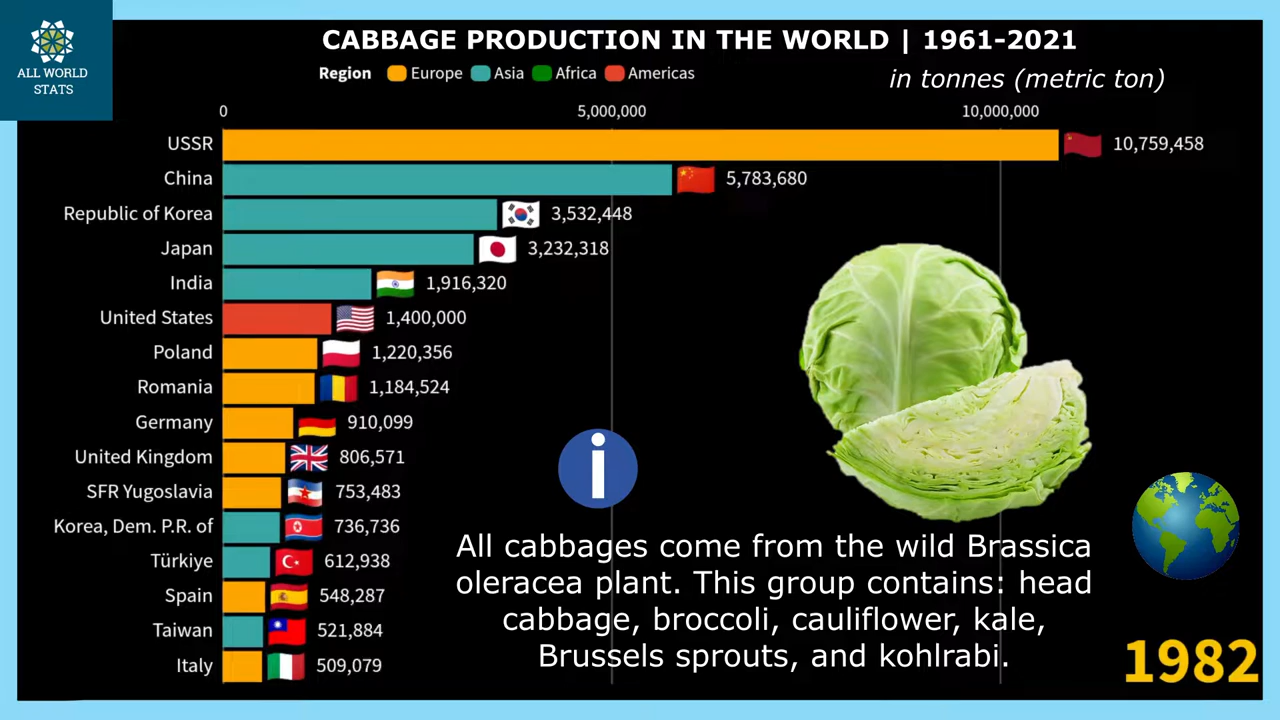 ALL WORLD
STATS
CABBAGE PRODUCTION IN THE WORLD | 1961-2021
Region Europe Asia Africa Americas
in tonnes (metric ton)
0 5,000,000 10,000,000
USSR 10,759,458
China 5,783,680
Republic of Korea 3,532,448
Japan 3,232,318
India 1,916,320
United States 1,400,000
Poland 1,220,356
Romania 1,184,524
Germany 910,099
United Kingdom 806,571
SFR Yugoslavia 753,483
Korea, Dem. P.R. of 736,736
Türkiye 612,938
Spain 548,287
Taiwan 521,884
Italy 509,079
i
All cabbages come from the wild Brassica
oleracea plant. This group contains: head
cabbage, broccoli, cauliflower, kale,
Brussels sprouts, and kohlrabi.
1982